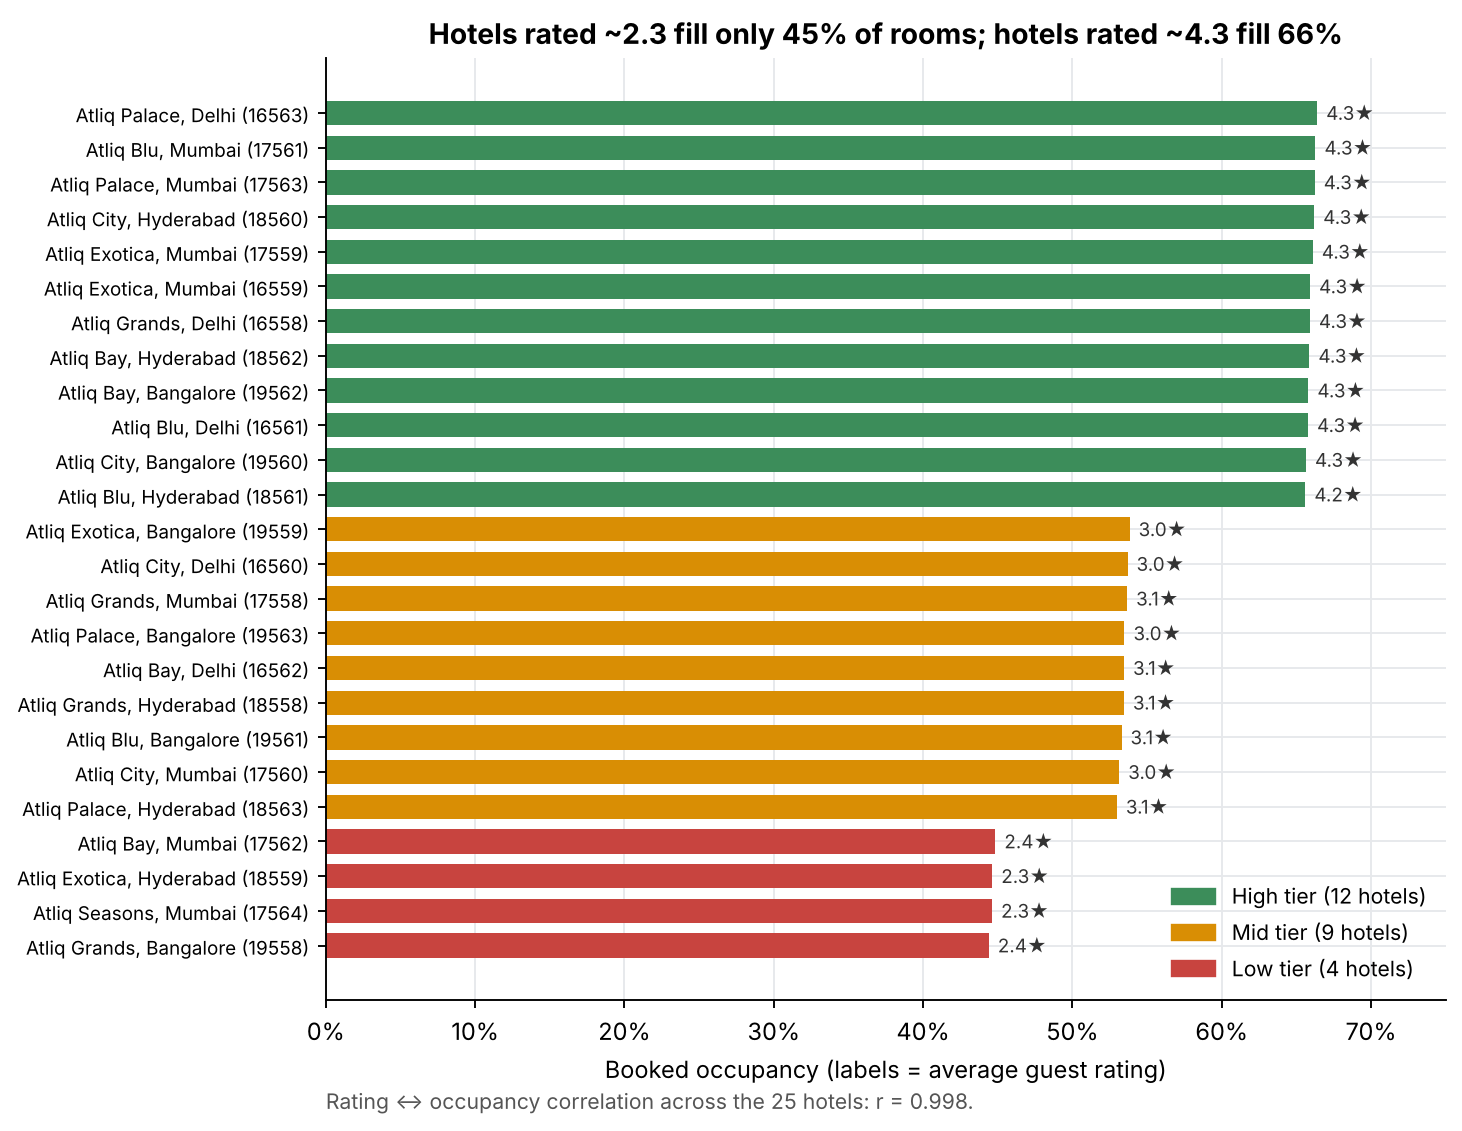 Hotels rated ~2.3 fill only 45% of rooms; hotels rated ~4.3 fill 66%
Atliq Palace, Delhi (16563) 4.3★
Atliq Blu, Mumbai (17561) 4.3★
Atliq Palace, Mumbai (17563) 4.3★
Atliq City, Hyderabad (18560) 4.3★
Atliq Exotica, Mumbai (17559) 4.3★
Atliq Exotica, Mumbai (16559) 4.3★
Atliq Grands, Delhi (16558) 4.3★
Atliq Bay, Hyderabad (18562) 4.3★
Atliq Bay, Bangalore (19562) 4.3★
Atliq Blu, Delhi (16561) 4.3★
Atliq City, Bangalore (19560) 4.3★
Atliq Blu, Hyderabad (18561) 4.2★
Atliq Exotica, Bangalore (19559) 3.0★
Atliq City, Delhi (16560) 3.0★
Atliq Grands, Mumbai (17558) 3.1★
Atliq Palace, Bangalore (19563) 3.0★
Atliq Bay, Delhi (16562) 3.1★
Atliq Grands, Hyderabad (18558) 3.1★
Atliq Blu, Bangalore (19561) 3.1★
Atliq City, Mumbai (17560) 3.0★
Atliq Palace, Hyderabad (18563) 3.1★
Atliq Bay, Mumbai (17562) 2.4★
Atliq Exotica, Hyderabad (18559) 2.3★
Atliq Seasons, Mumbai (17564) 2.3★
Atliq Grands, Bangalore (19558) 2.4★
High tier (12 hotels)
Mid tier (9 hotels)
Low tier (4 hotels)
0% 10% 20% 30% 40% 50% 60% 70%
Booked occupancy (labels = average guest rating)
Rating ↔ occupancy correlation across the 25 hotels: r = 0.998.